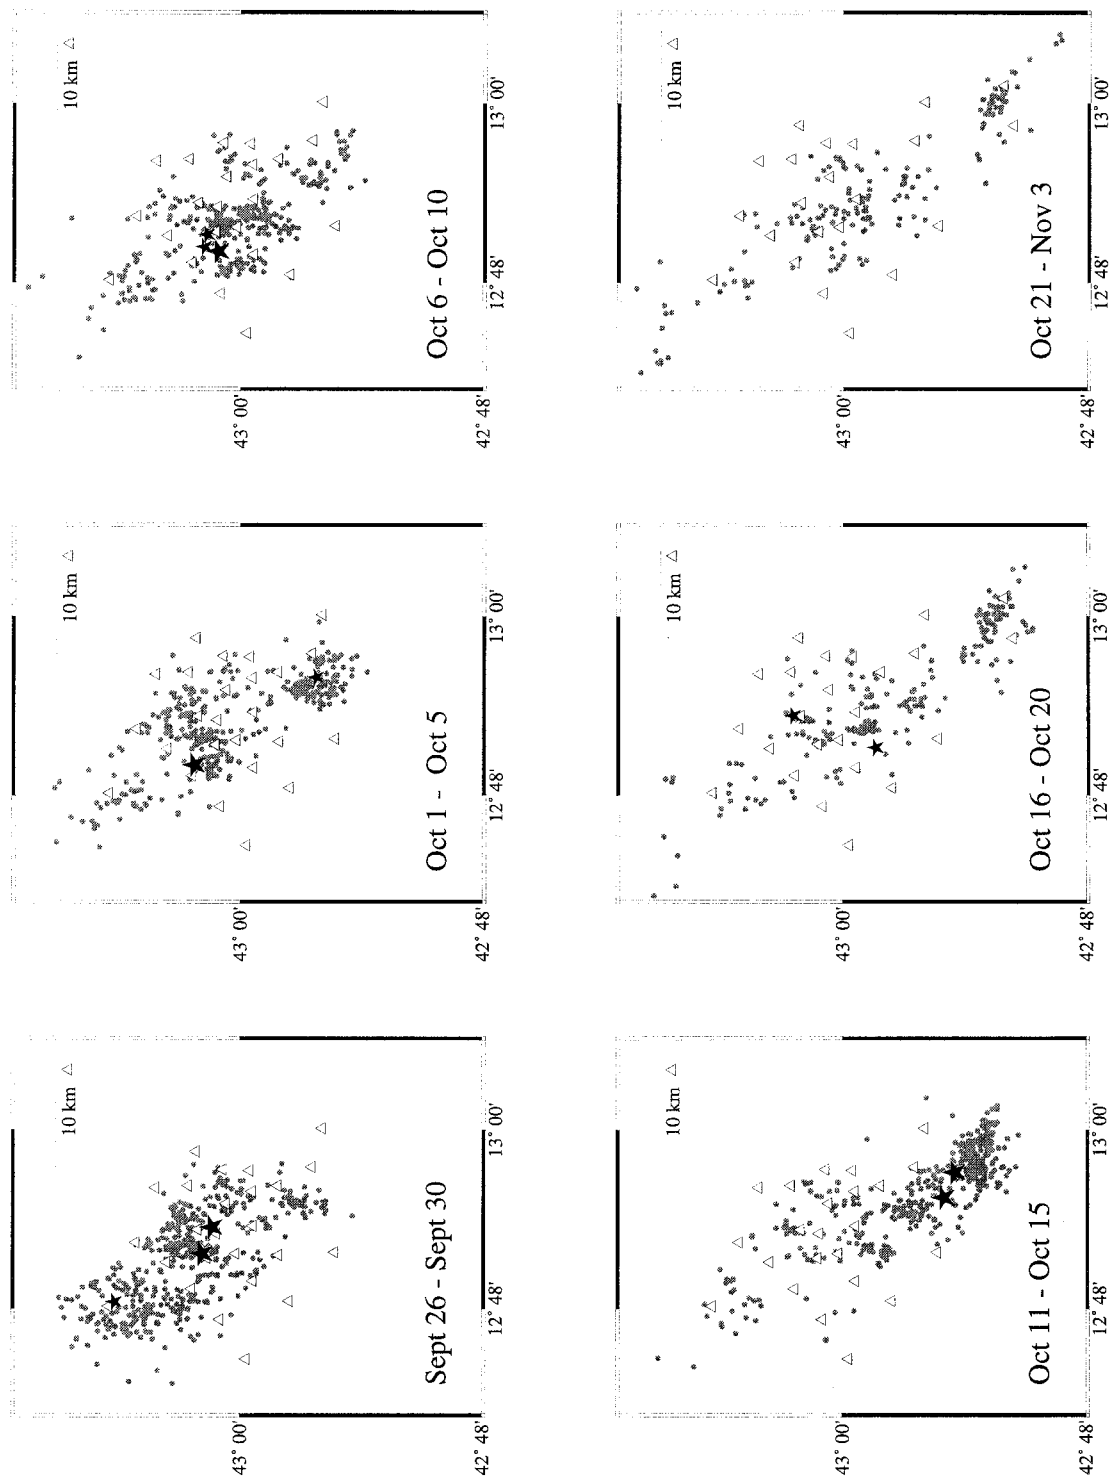 10 km
43° 00'
Sept 26 - Sept 30
42° 48'
12° 48'
13° 00'
10 km
43° 00'
Oct 1 - Oct 5
42° 48'
12° 48'
13° 00'
10 km
43° 00'
Oct 6 - Oct 10
42° 48'
12° 48'
13° 00'
10 km
43° 00'
Oct 11 - Oct 15
42° 48'
12° 48'
13° 00'
10 km
43° 00'
Oct 16 - Oct 20
42° 48'
12° 48'
13° 00'
10 km
43° 00'
Oct 21 - Nov 3
42° 48'
12° 48'
13° 00'